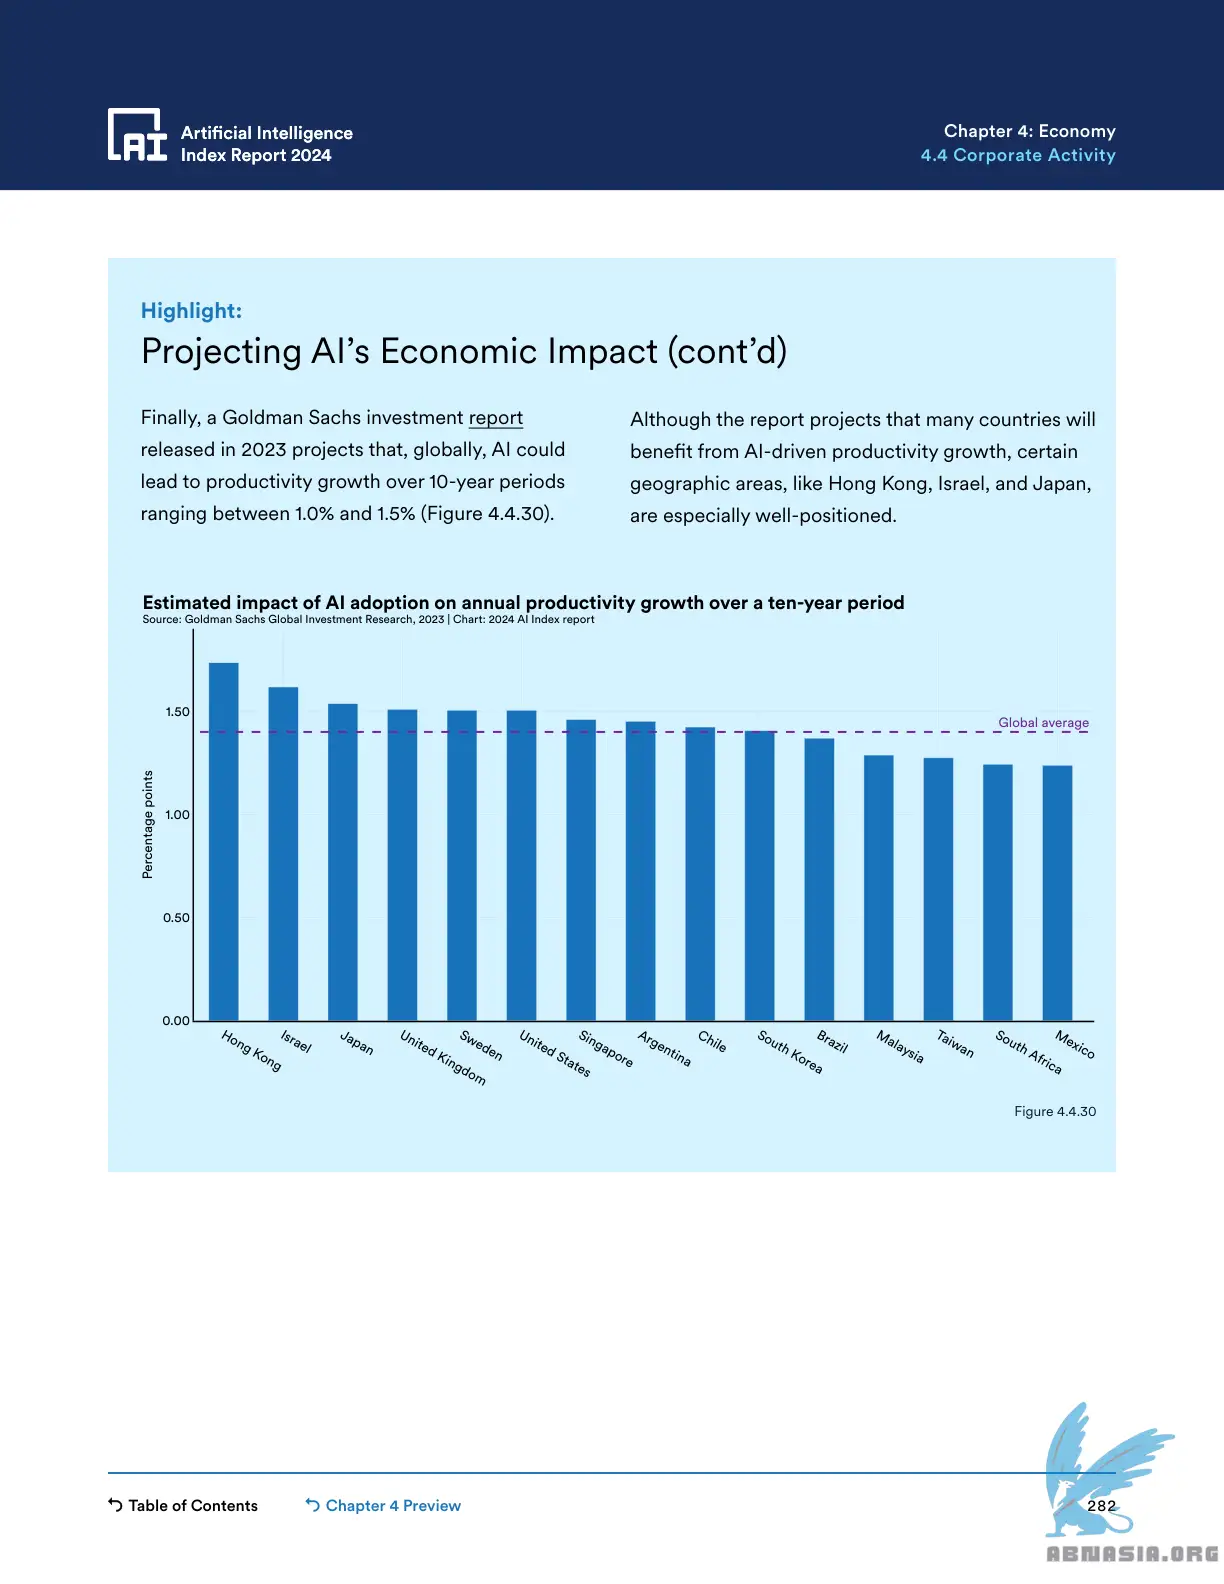 AI
Artificial Intelligence
Index Report 2024
Chapter 4: Economy
4.4 Corporate Activity
Highlight:
Projecting AI’s Economic Impact (cont’d)
Finally, a Goldman Sachs investment report
released in 2023 projects that, globally, AI could
lead to productivity growth over 10-year periods
ranging between 1.0% and 1.5% (Figure 4.4.30).
Although the report projects that many countries will
benefit from AI-driven productivity growth, certain
geographic areas, like Hong Kong, Israel, and Japan,
are especially well-positioned.
Estimated impact of AI adoption on annual productivity growth over a ten-year period
Source: Goldman Sachs Global Investment Research, 2023 | Chart: 2024 AI Index report
Percentage points
1.50
1.00
0.50
0.00
Global average
Hong Kong
Israel
Japan
United Kingdom
Sweden
United States
Singapore
Argentina
Chile
South Korea
Brazil
Malaysia
Taiwan
South Africa
Mexico
Figure 4.4.30
Table of Contents
Chapter 4 Preview
282
ABNASIA.ORG